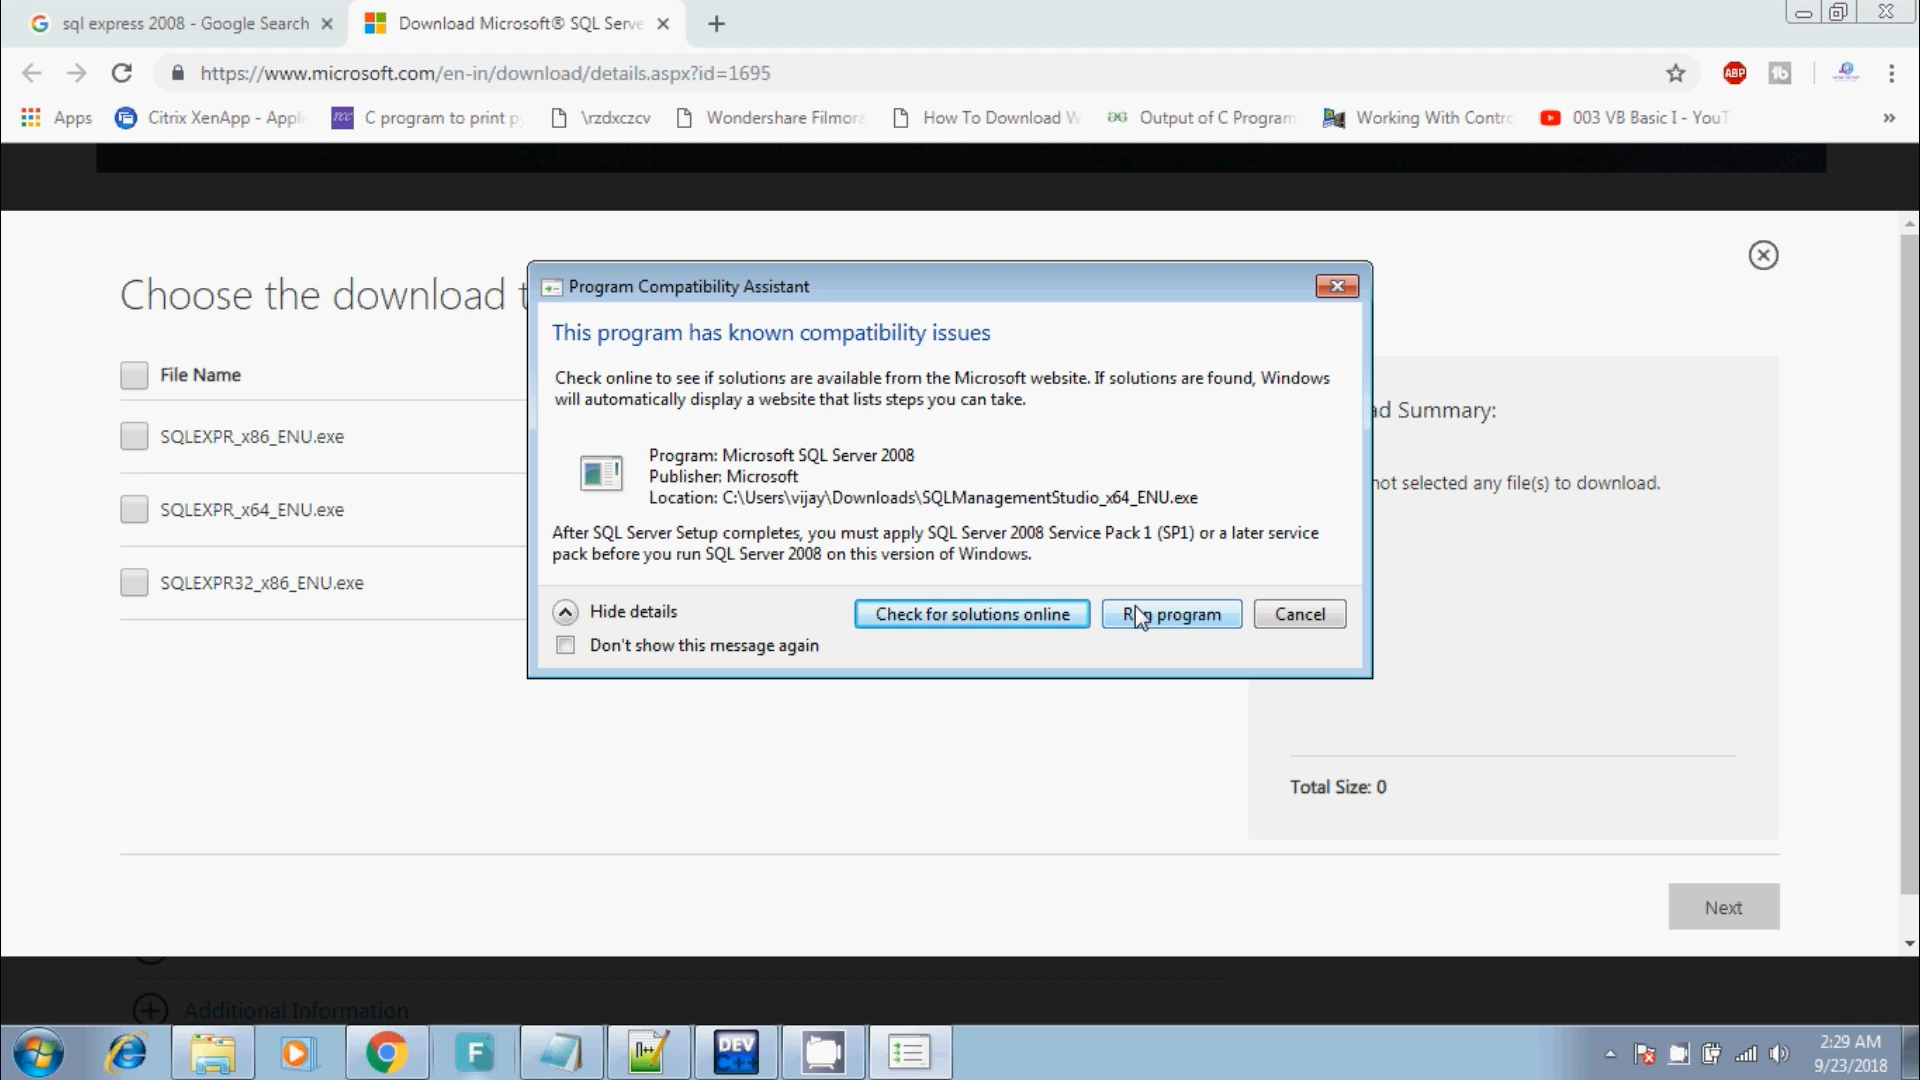 sql express 2008 - Google Search
Download Microsoft® SQL Serve
https://www.microsoft.com/en-in/download/details.aspx?id=1695
ABP
Apps
Citrix XenApp - Appli
C program to print p
\rzdxczcv
Wondershare Filmora
How To Download W
Output of C Program
Working With Contro
003 VB Basic I - YouT
»
Choose the download
File Name
SQLEXPR_x86_ENU.exe
SQLEXPR_x64_ENU.exe
SQLEXPR32_x86_ENU.exe
Program Compatibility Assistant
This program has known compatibility issues
Check online to see if solutions are available from the Microsoft website. If solutions are found, Windows
will automatically display a website that lists steps you can take.
Program: Microsoft SQL Server 2008
Publisher: Microsoft
Location: C:\Users\vijay\Downloads\SQLManagementStudio_x64_ENU.exe
After SQL Server Setup completes, you must apply SQL Server 2008 Service Pack 1 (SP1) or a later service
pack before you run SQL Server 2008 on this version of Windows.
Hide details
Check for solutions online
Run program
Cancel
Don't show this message again
ad Summary:
not selected any file(s) to download.
Total Size: 0
Next
Additional Information
F
DEV
C++
2:29 AM
9/23/2018